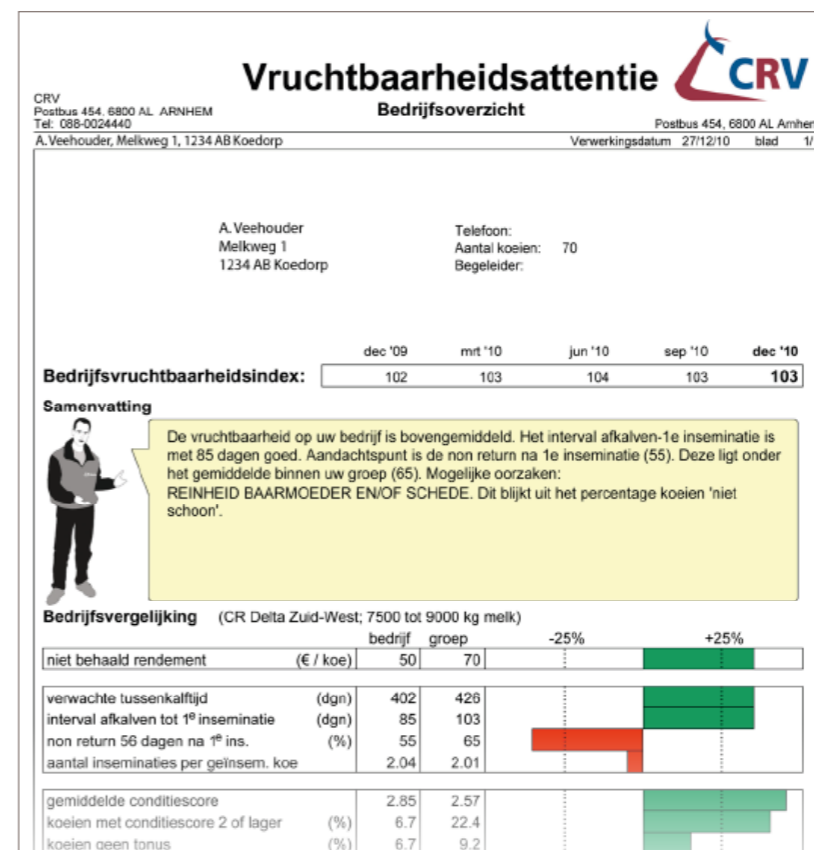 Vruchtbaarheidsattentie
CRV
CRV
Postbus 454, 6800 AL ARNHEM
Tel: 088-0024440
Bedrijfsoverzicht
Postbus 454, 6800 AL Arnhem
A. Veehouder, Melkweg 1, 1234 AB Koedorp Verwerkingsdatum 27/12/10 blad 1/
A. Veehouder Telefoon:
Melkweg 1 Aantal koeien: 70
1234 AB Koedorp Begeleider:
dec '09 mrt '10 jun '10 sep '10 dec '10
Bedrijfsvruchtbaarheidsindex: 102 103 104 103 103
Samenvatting
De vruchtbaarheid op uw bedrijf is bovengemiddeld. Het interval afkalven-1e inseminatie is
met 85 dagen goed. Aandachtspunt is de non return na 1e inseminatie (55). Deze ligt onder
het gemiddelde binnen uw groep (65). Mogelijke oorzaken:
REINHEID BAARMOEDER EN/OF SCHEDE. Dit blijkt uit het percentage koeien 'niet
schoon'.
Bedrijfsvergelijking (CR Delta Zuid-West; 7500 tot 9000 kg melk)
bedrijf groep -25% +25%
niet behaald rendement (€ / koe) 50 70
verwachte tussenkalftijd (dgn) 402 426
interval afkalven tot 1e inseminatie (dgn) 85 103
non return 56 dagen na 1e ins. (%) 55 65
aantal inseminaties per geïnsem. koe 2.04 2.01
gemiddelde conditiescore 2.85 2.57
koeien met conditiescore 2 of lager (%) 6.7 22.4
koeien geen tonus (%) 6.7 9.2